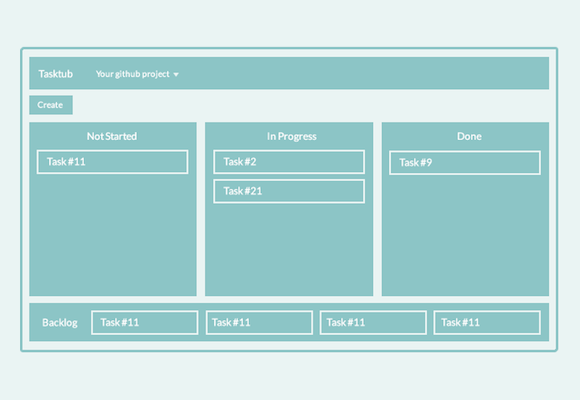 Tasktub
Your github project
Create
Not Started
In Progress
Done
Task #11
Task #2
Task #9
Task #21
Backlog
Task #11
Task #11
Task #11
Task #11